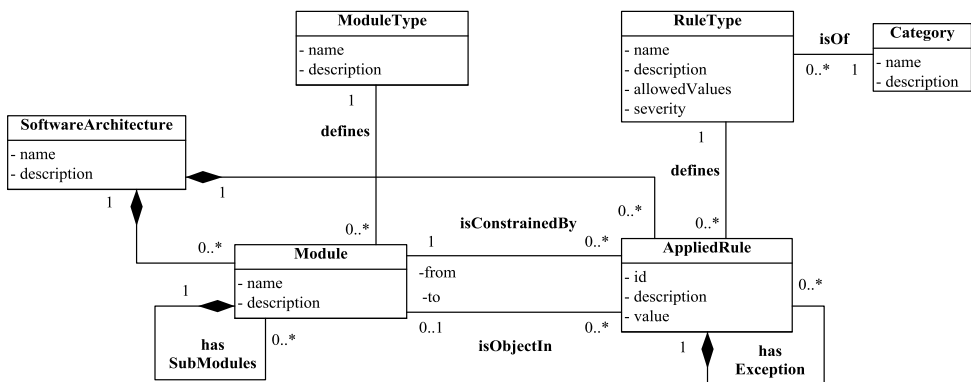 ModuleType
- name
- description
RuleType
- name
- description
- allowedValues
- severity
isOf
0..*
1
Category
- name
- description
SoftwareArchitecture
- name
- description
1
defines
1
defines
1
1
0..*
0..*
0..*
0..*
isConstrainedBy
1
0..*
Module
- name
- description
-from
-to
AppliedRule
- id
- description
- value
0..*
1
0..*
has
SubModules
0..1
0..*
isObjectIn
1
has
Exception